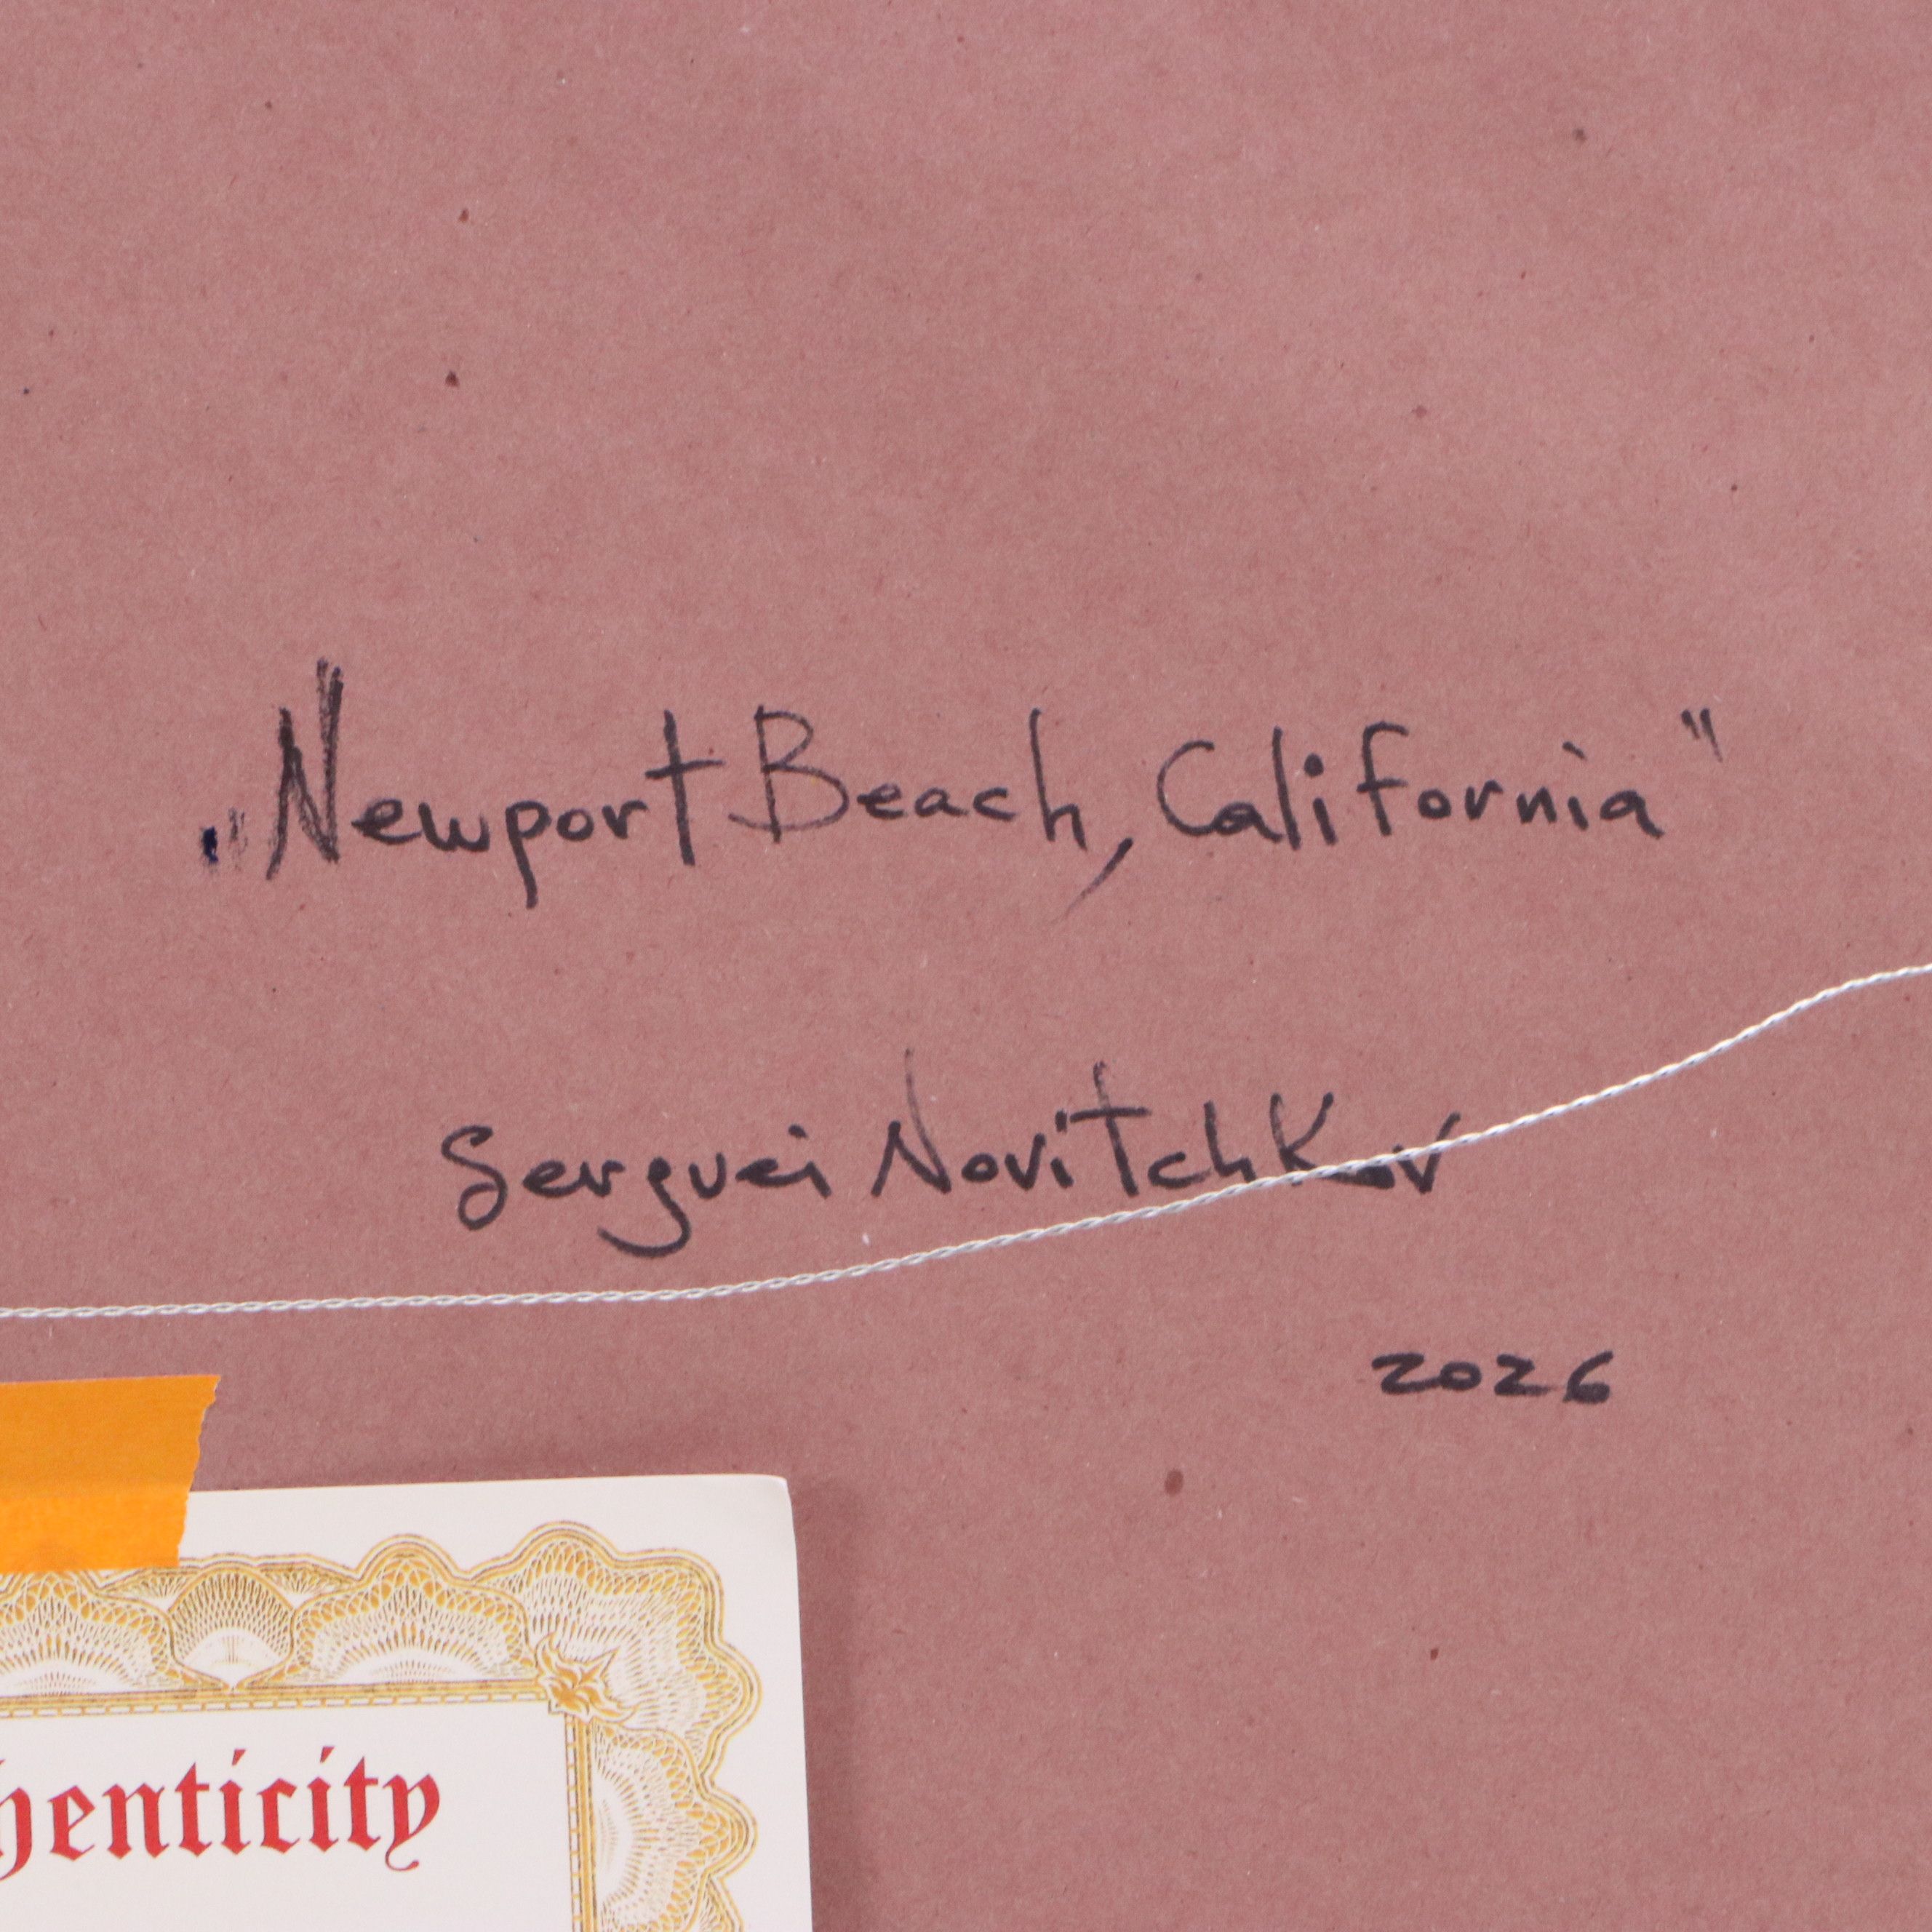 „Newport Beach, California"
Serguei Novitchkov
2026
henticity